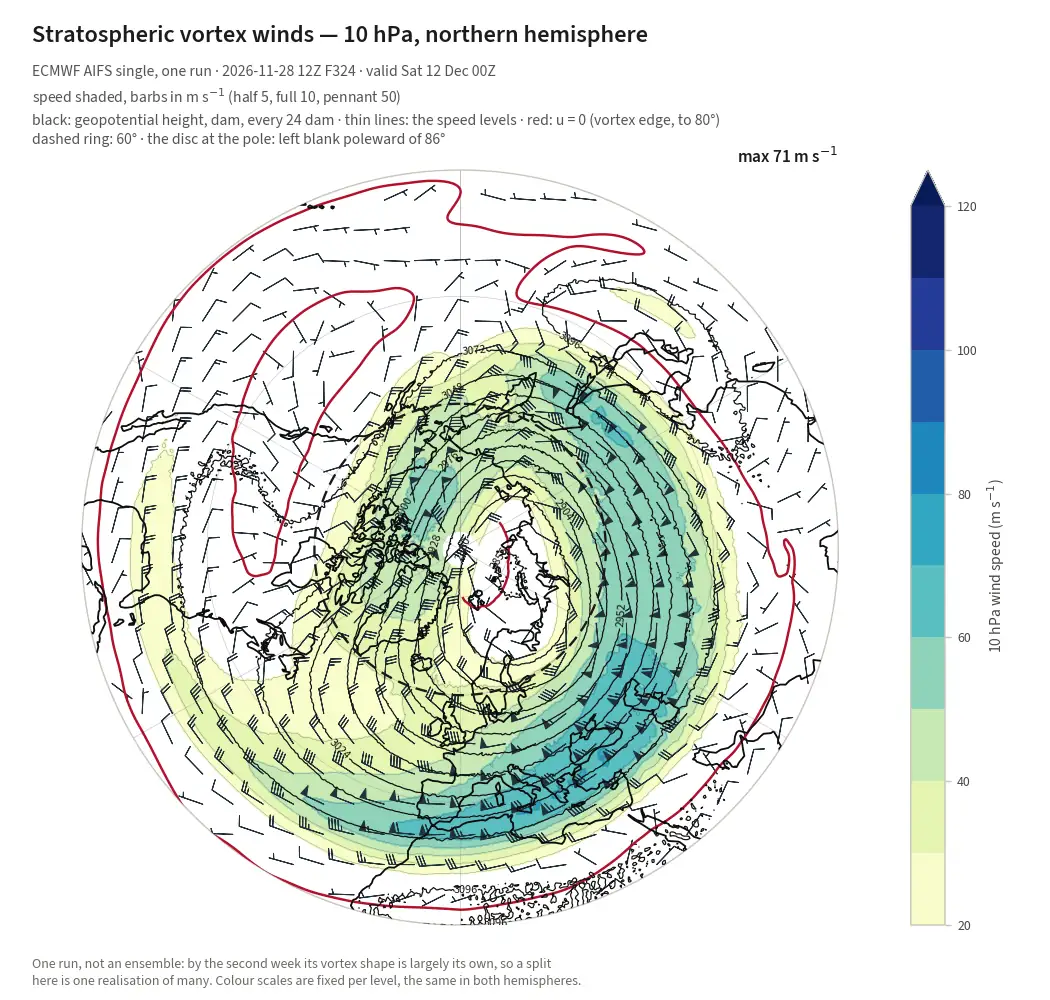 Stratospheric vortex winds — 10 hPa, northern hemisphere
ECMWF AIFS single, one run · 2026-11-28 12Z F324 · valid Sat 12 Dec 00Z
speed shaded, barbs in m s⁻¹ (half 5, full 10, pennant 50)
black: geopotential height, dam, every 24 dam · thin lines: the speed levels · red: u = 0 (vortex edge, to 80°)
dashed ring: 60° · the disc at the pole: left blank poleward of 86°
max 71 m s⁻¹
120
100
80
60
40
20
10 hPa wind speed (m s⁻¹)
3072
3096
2952
3024
3096
One run, not an ensemble: by the second week its vortex shape is largely its own, so a split
here is one realisation of many. Colour scales are fixed per level, the same in both hemispheres.